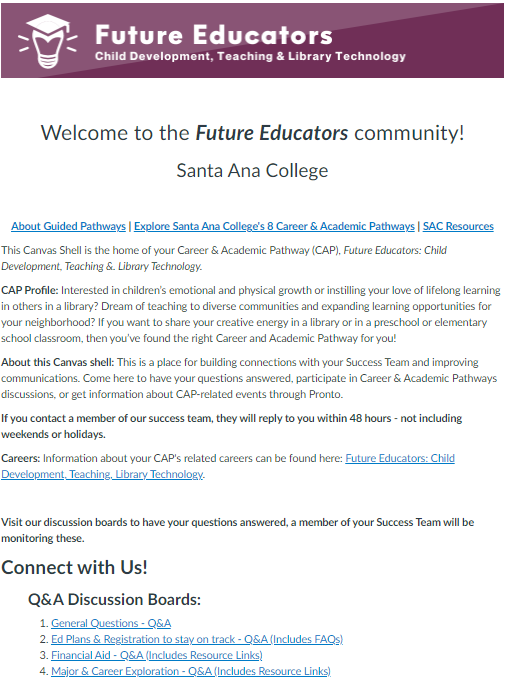 Future Educators
Child Development, Teaching & Library Technology
Welcome to the Future Educators community!
Santa Ana College
About Guided Pathways | Explore Santa Ana College's 8 Career & Academic Pathways | SAC Resources
This Canvas Shell is the home of your Career & Academic Pathway (CAP), Future Educators: Child
Development, Teaching &. Library Technology.
CAP Profile: Interested in children's emotional and physical growth or instilling your love of lifelong learning
in others in a library? Dream of teaching to diverse communities and expanding learning opportunities for
your neighborhood? If you want to share your creative energy in a library or in a preschool or elementary
school classroom, then you've found the right Career and Academic Pathway for you!
About this Canvas shell: This is a place for building connections with your Success Team and improving
communications. Come here to have your questions answered, participate in Career & Academic Pathways
discussions, or get information about CAP-related events through Pronto.
If you contact a member of our success team, they will reply to you within 48 hours - not including
weekends or holidays.
Careers: Information about your CAP's related careers can be found here: Future Educators: Child
Development, Teaching, Library Technology.
Visit our discussion boards to have your questions answered, a member of your Success Team will be
monitoring these.
Connect with Us!
Q&A Discussion Boards:
1. General Questions - Q&A
2. Ed Plans & Registration to stay on track - Q&A (Includes FAQs)
3. Financial Aid - Q&A (Includes Resource Links)
4. Major & Career Exploration - Q&A (Includes Resource Links)